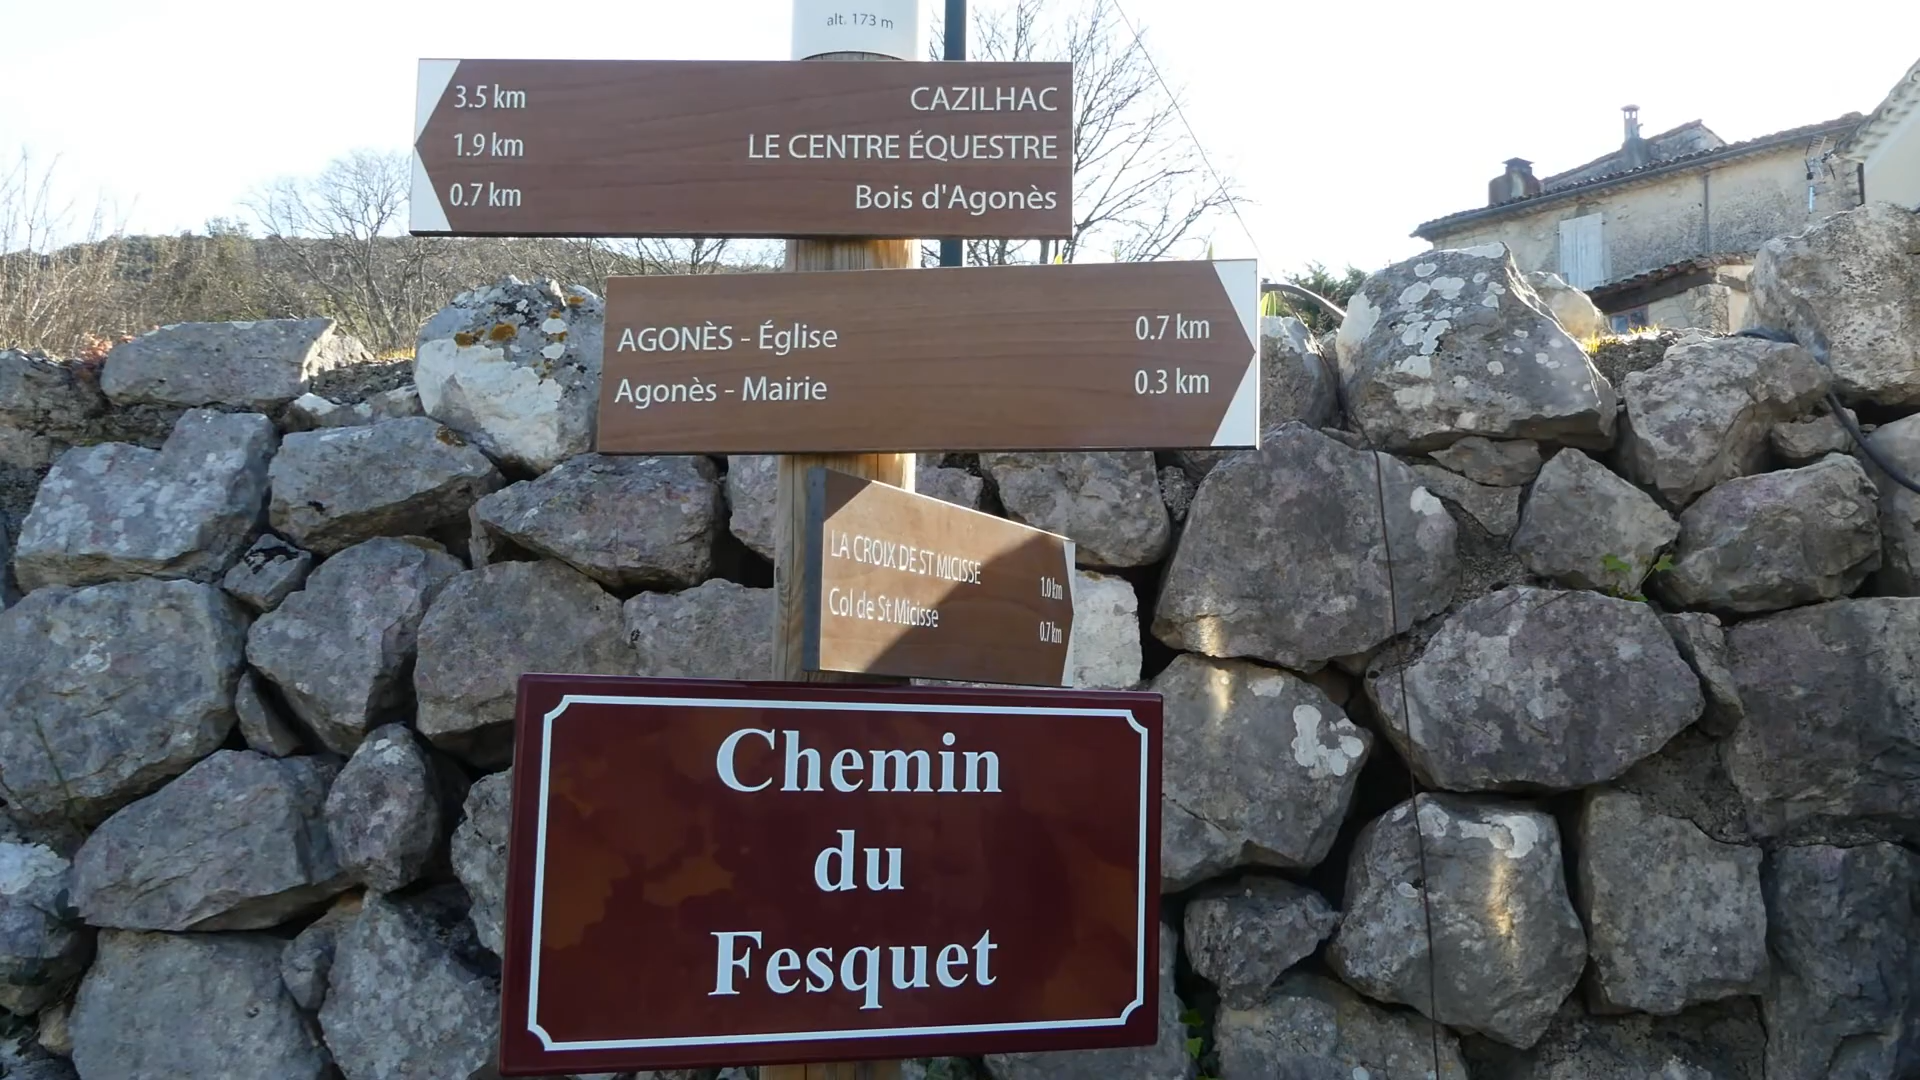 alt. 173 m
3.5 km CAZILHAC
1.9 km LE CENTRE ÉQUESTRE
0.7 km Bois d'Agonès
AGONÈS - Église 0.7 km
Agonès - Mairie 0.3 km
LA CROIX DE ST MICISSE 1.0 km
Col de St Micisse 0.7 km
Chemin
du
Fesquet